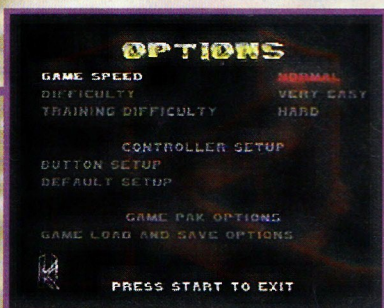 OPTIONS
GAME SPEED NORMAL
DIFFICULTY VERY EASY
TRAINING DIFFICULTY HARD
CONTROLLER SETUP
BUTTON SETUP
DEFAULT SETUP
GAME PAK OPTIONS
GAME LOAD AND SAVE OPTIONS
PRESS START TO EXIT